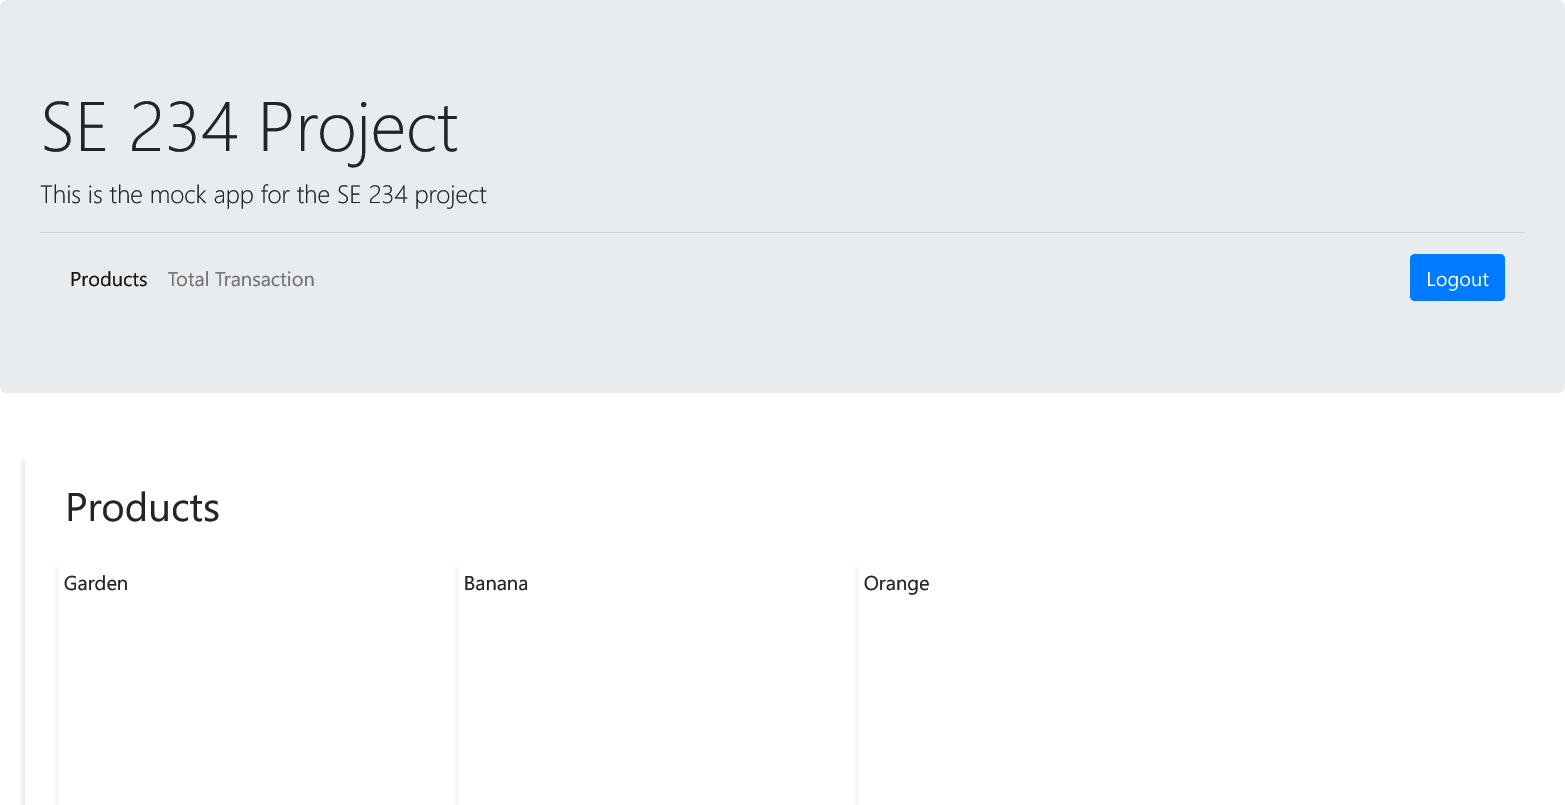 SE 234 Project
This is the mock app for the SE 234 project
Products Total Transaction Logout
Products
Garden Banana Orange